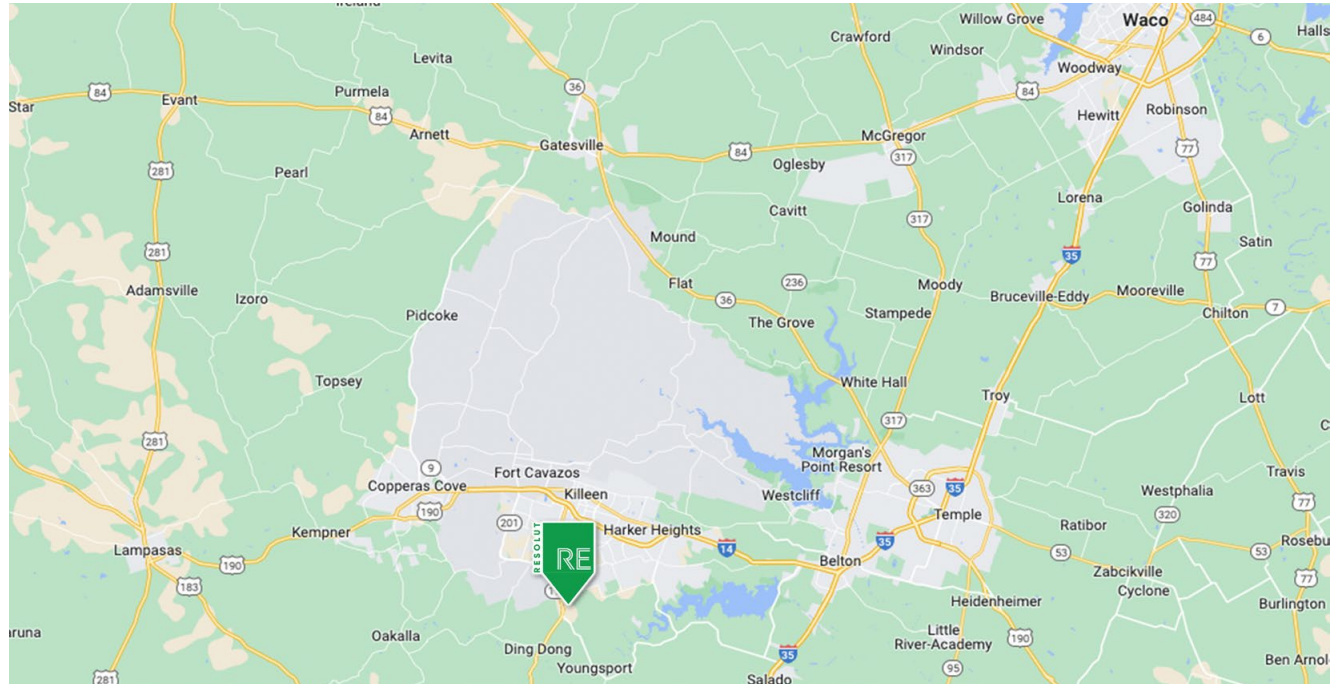 Ireland
Willow Grove
Waco
484
Crawford
6
Halls
Levita
Windsor
Woodway
36
84
Purmela
84
Evant
Star
84
Robinson
Hewitt
Arnett
McGregor
Gatesville
84
317
77
Oglesby
281
Pearl
Lorena
Cavitt
Golinda
317
Mound
Satin
281
35
77
Flat
236
Moody
Adamsville
Izoro
36
Bruceville-Eddy
Mooreville
7
Pidcoke
The Grove
Stampede
Chilton
Topsey
White Hall
Troy
Lott
317
281
C
Morgan's
Point Resort
9
Fort Cavazos
Travis
Copperas Cove
363
35
Killeen
Westcliff
Westphalia
77
190
320
Temple
201
Kempner
Harker Heights
Ratibor
RESOLUT
RE
35
Rosebu
Lampasas
14
53
53
190
Belton
Zabcikville
77
183
Cyclone
Heidenheimer
Burlington
Oakalla
Little
River-Academy
190
aruna
Ding Dong
35
Ben Arnol
Youngsport
95
281
Salado